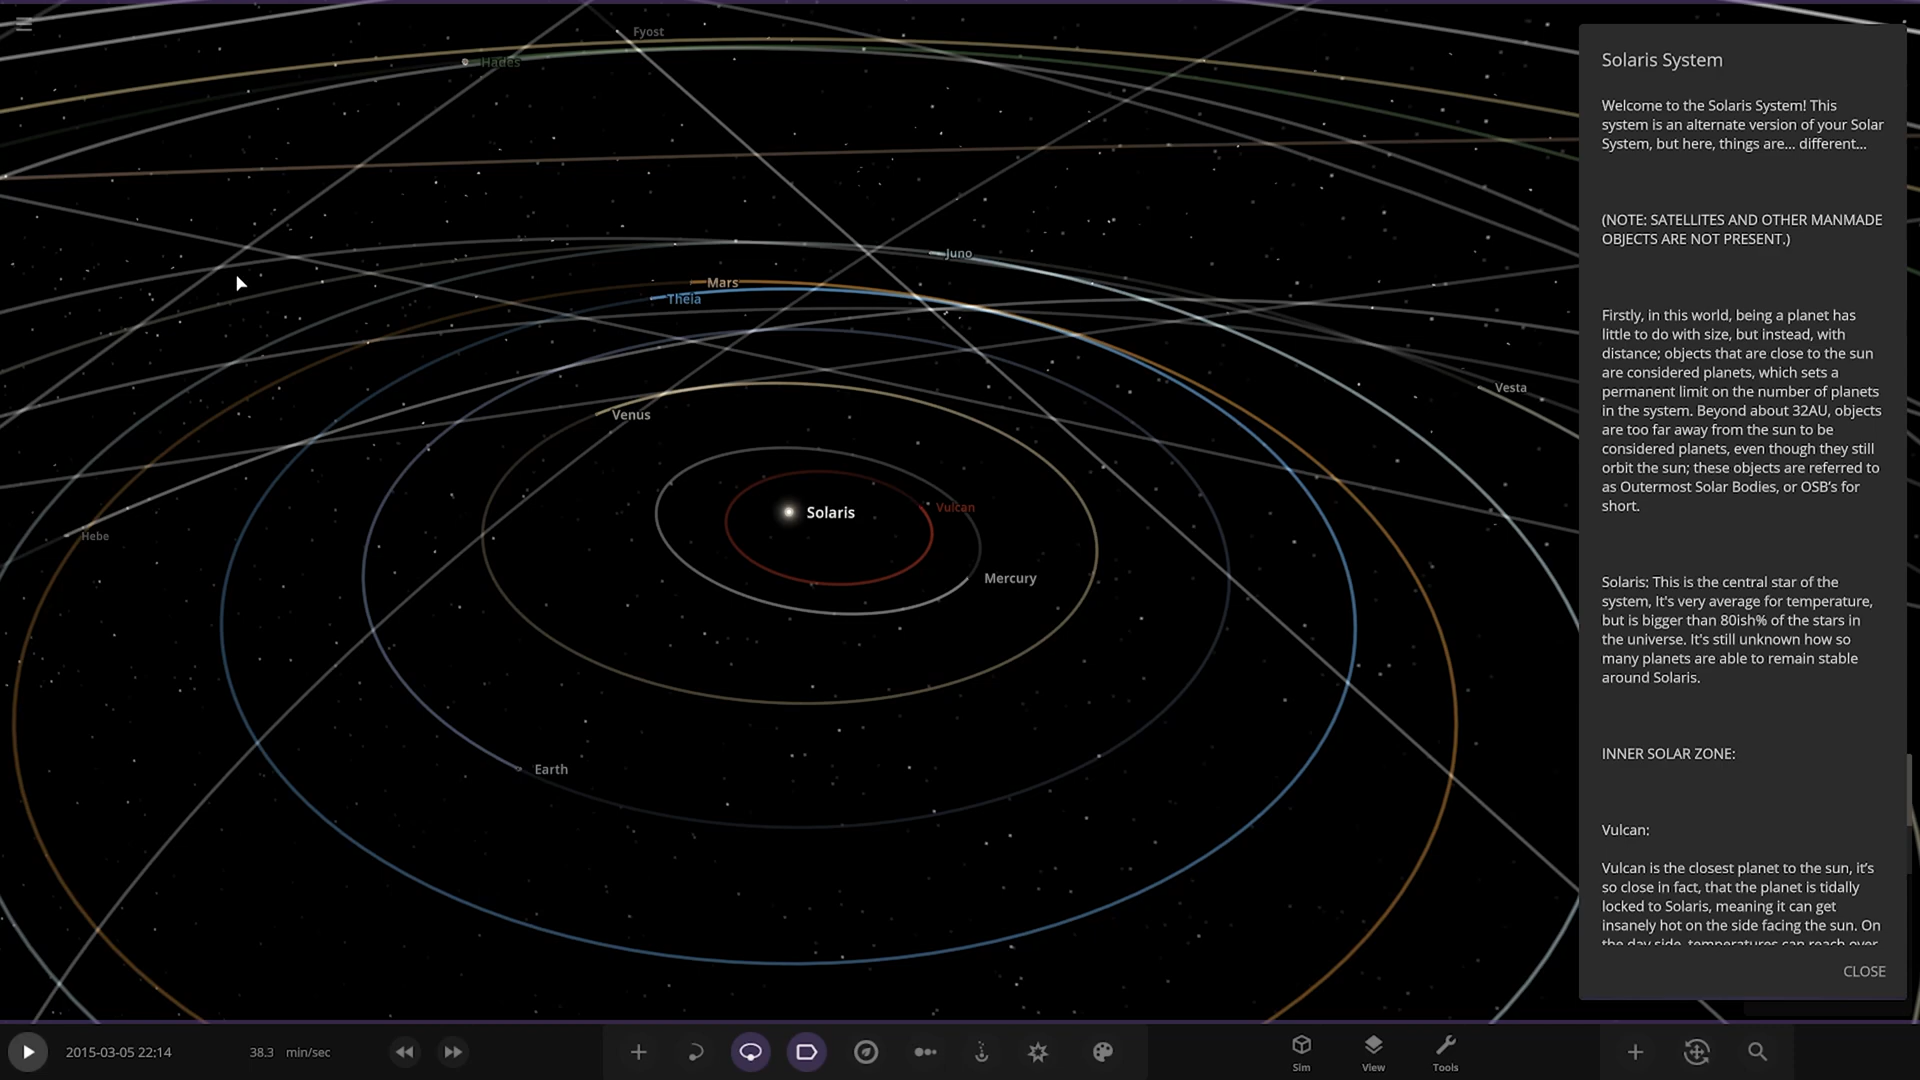 Fyost
Hades
Juno
Mars
Theia
Venus
Vesta
Solaris
Vulcan
Hebe
Mercury
Earth
Solaris System
Welcome to the Solaris System! This
system is an alternate version of your Solar
System, but here, things are... different...
(NOTE: SATELLITES AND OTHER MANMADE
OBJECTS ARE NOT PRESENT.)
Firstly, in this world, being a planet has
little to do with size, but instead, with
distance; objects that are close to the sun
are considered planets, which sets a
permanent limit on the number of planets
in the system. Beyond about 32AU, objects
are too far away from the sun to be
considered planets, even though they still
orbit the sun; these objects are referred to
as Outermost Solar Bodies, or OSB's for
short.
Solaris; This is the central star of the
system, It's very average for temperature,
but is bigger than 80ish% of the stars in
the universe. It's still unknown how so
many planets are able to remain stable
around Solaris.
INNER SOLAR ZONE:
Vulcan:
Vulcan is the closest planet to the sun, it's
so close in fact, that the planet is tidally
locked to Solaris, meaning it can get
insanely hot on the side facing the sun. On
the day side, temperatures can reach over
CLOSE
2015-03-05 22:14
38.3 min/sec
Sim
View
Tools